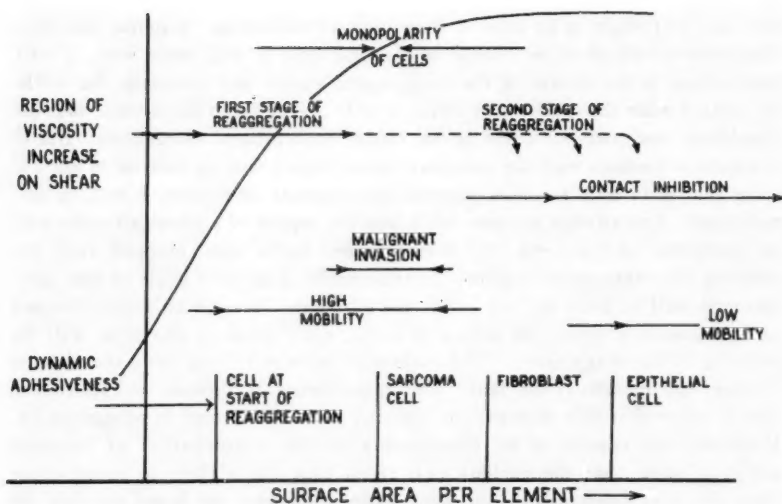 MONOPOLARITY
OF CELLS
REGION OF
VISCOSITY
INCREASE
ON SHEAR
FIRST STAGE OF
REAGGREGATION
SECOND STAGE OF
REAGGREGATION
CONTACT INHIBITION
MALIGNANT
INVASION
HIGH
MOBILITY
LOW
MOBILITY
DYNAMIC
ADHESIVENESS
CELL AT
START OF
REAGGREGATION
SARCOMA
CELL
FIBROBLAST
EPITHELIAL
CELL
SURFACE AREA PER ELEMENT